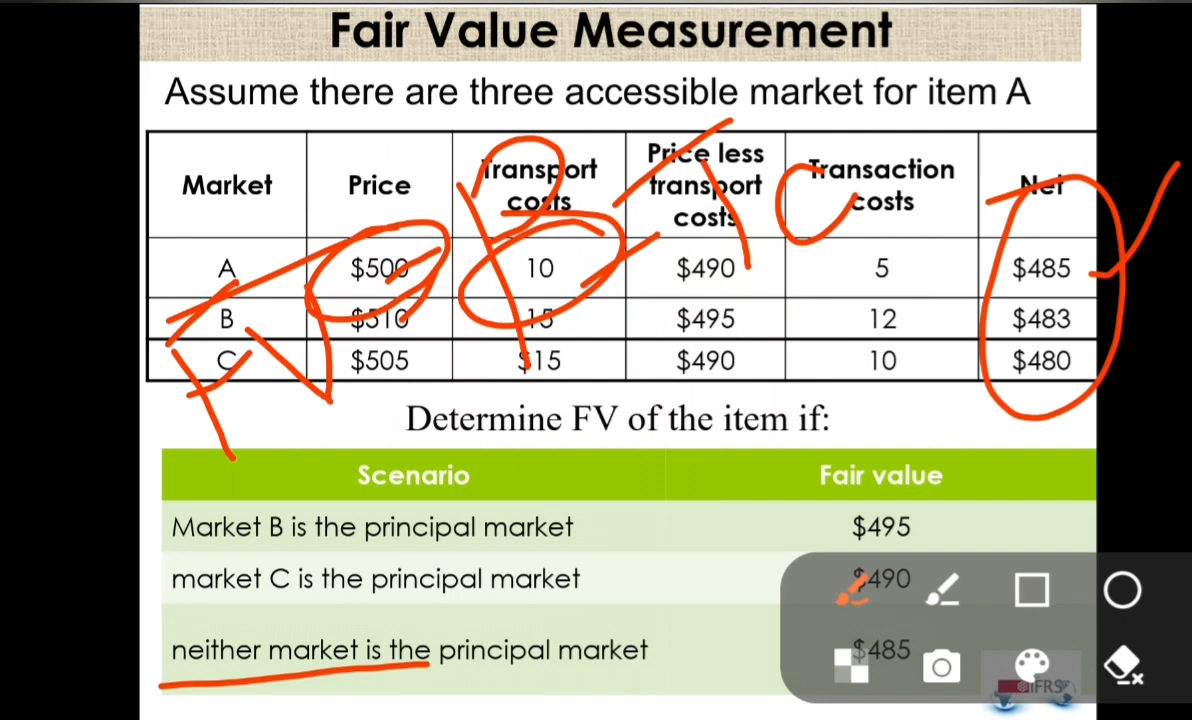 Fair Value Measurement
Assume there are three accessible market for item A
Market Price Transport costs Price less transport costs Transaction costs Net
A $500 10 $490 5 $485
B $510 15 $495 12 $483
C $505 $15 $490 10 $480
Determine FV of the item if:
Scenario Fair value
Market B is the principal market $495
market C is the principal market $490
neither market is the principal market $485
IFRS